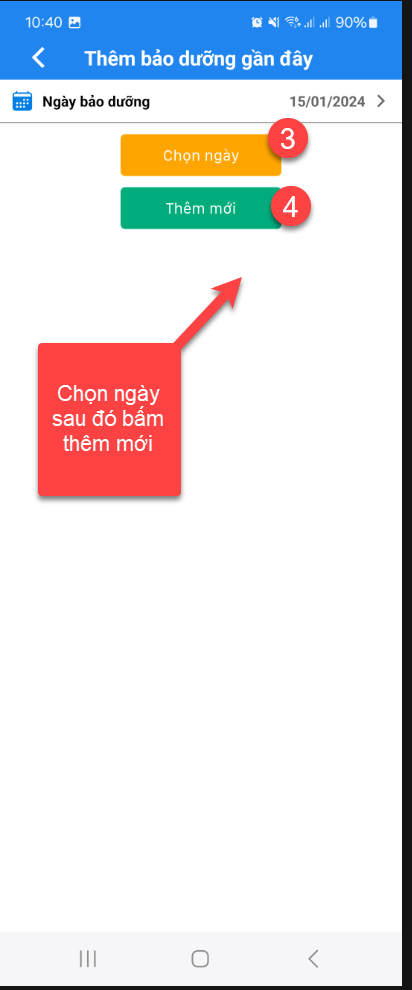 10:40 90%
Thêm bảo dưỡng gần đây
Ngày bảo dưỡng 15/01/2024
Chọn ngày 3
Thêm mới 4
Chọn ngày
sau đó bấm
thêm mới